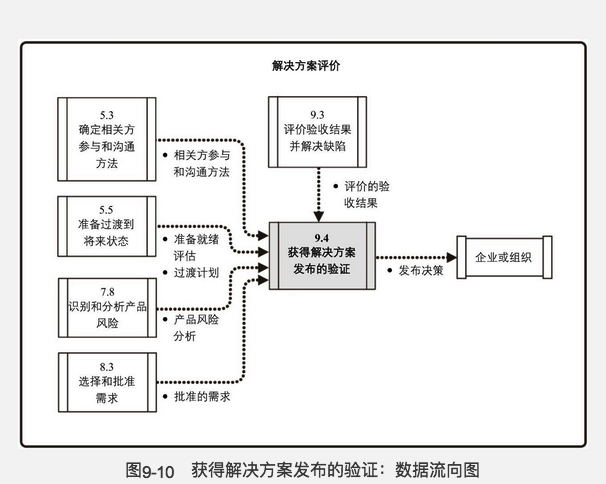 解决方案评价
5.3
确定相关方
参与和沟通
方法
• 相关方参与
和沟通方法
9.3
评价验收结果
并解决缺陷
• 评价的验
收结果
5.5
准备过渡到
将来状态
• 准备就绪
评估
• 过渡计划
9.4
获得解决方案
发布的验证
• 发布决策
企业或组织
7.8
识别和分析产品
风险
• 产品风险
分析
8.3
选择和批准
需求
• 批准的需求
图9-10 获得解决方案发布的验证：数据流向图